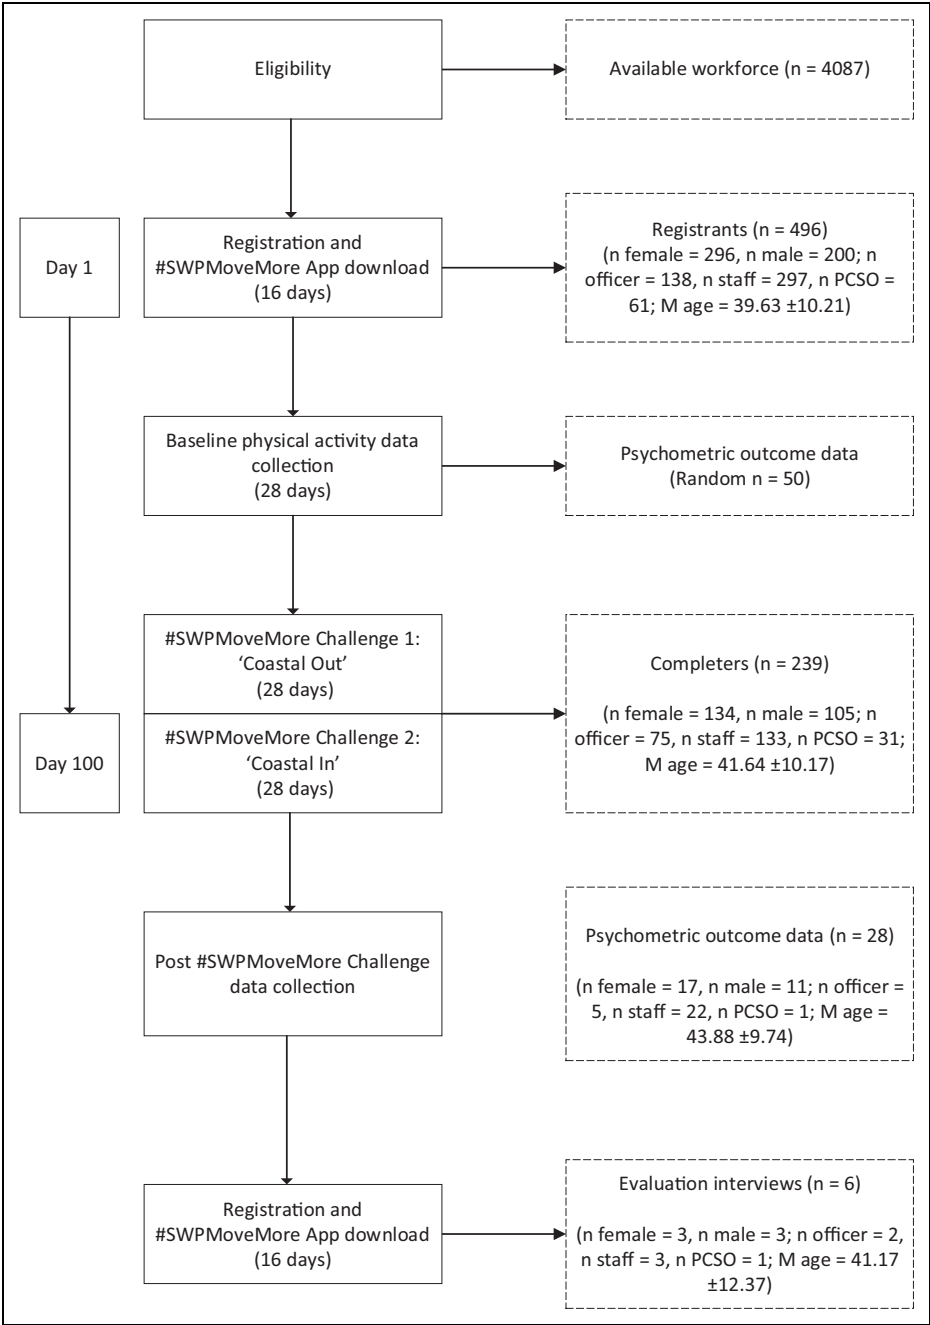 Eligibility
Available workforce (n = 4087)
Day 1
Registration and
#SWPMoveMore App download
(16 days)
Registrants (n = 496)
(n female = 296, n male = 200; n
officer = 138, n staff = 297, n PCSO =
61; M age = 39.63 ±10.21)
Baseline physical activity data
collection
(28 days)
Psychometric outcome data
(Random n = 50)
#SWPMoveMore Challenge 1:
‘Coastal Out’
(28 days)
Day 100
#SWPMoveMore Challenge 2:
‘Coastal In’
(28 days)
Completers (n = 239)
(n female = 134, n male = 105; n
officer = 75, n staff = 133, n PCSO = 31;
M age = 41.64 ±10.17)
Post #SWPMoveMore Challenge
data collection
Psychometric outcome data (n = 28)
(n female = 17, n male = 11; n officer =
5, n staff = 22, n PCSO = 1; M age =
43.88 ±9.74)
Registration and
#SWPMoveMore App download
(16 days)
Evaluation interviews (n = 6)
(n female = 3, n male = 3; n officer = 2,
n staff = 3, n PCSO = 1; M age = 41.17
±12.37)